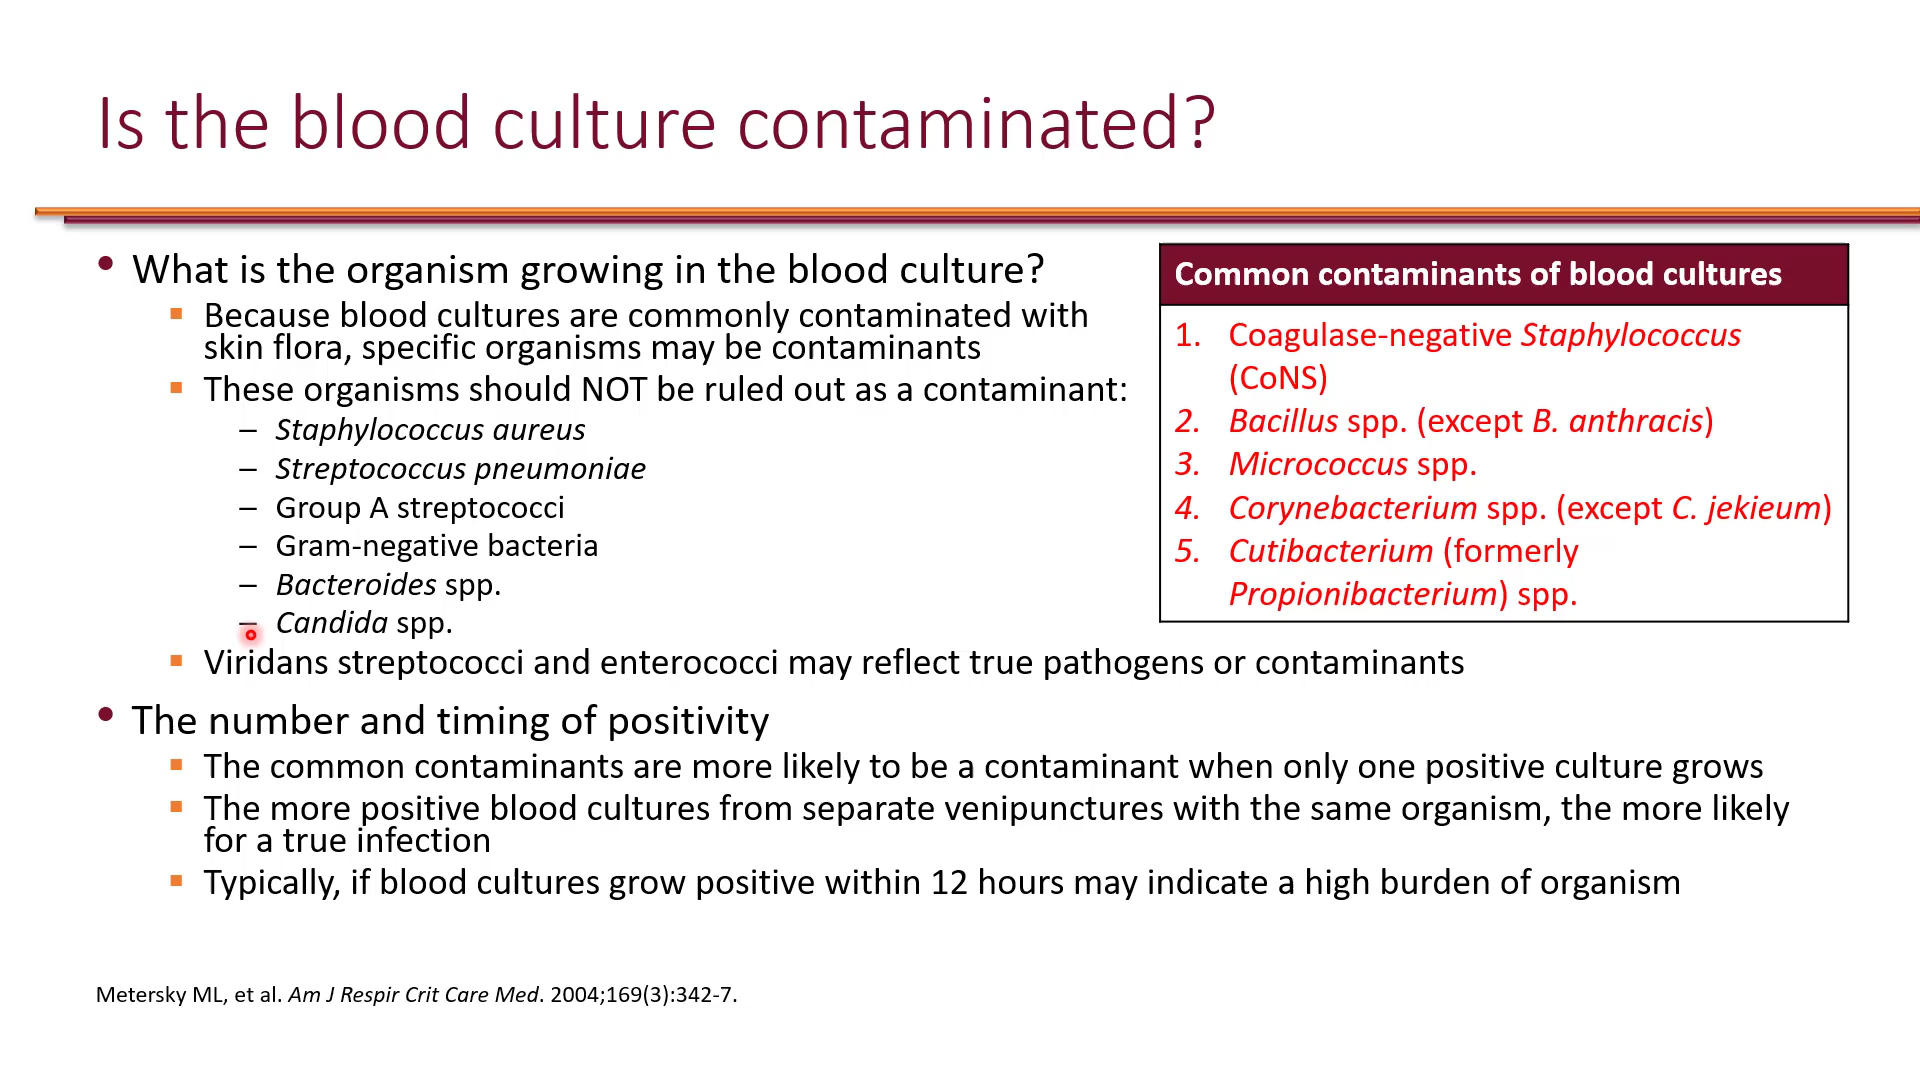 Is the blood culture contaminated?
• What is the organism growing in the blood culture?
▪ Because blood cultures are commonly contaminated with
skin flora, specific organisms may be contaminants
▪ These organisms should NOT be ruled out as a contaminant:
– Staphylococcus aureus
– Streptococcus pneumoniae
– Group A streptococci
– Gram-negative bacteria
– Bacteroides spp.
– Candida spp.
▪ Viridans streptococci and enterococci may reflect true pathogens or contaminants
• The number and timing of positivity
▪ The common contaminants are more likely to be a contaminant when only one positive culture grows
▪ The more positive blood cultures from separate venipunctures with the same organism, the more likely
for a true infection
▪ Typically, if blood cultures grow positive within 12 hours may indicate a high burden of organism
Common contaminants of blood cultures
1. Coagulase-negative Staphylococcus
(CoNS)
2. Bacillus spp. (except B. anthracis)
3. Micrococcus spp.
4. Corynebacterium spp. (except C. jekieum)
5. Cutibacterium (formerly
Propionibacterium) spp.
Metersky ML, et al. Am J Respir Crit Care Med. 2004;169(3):342-7.